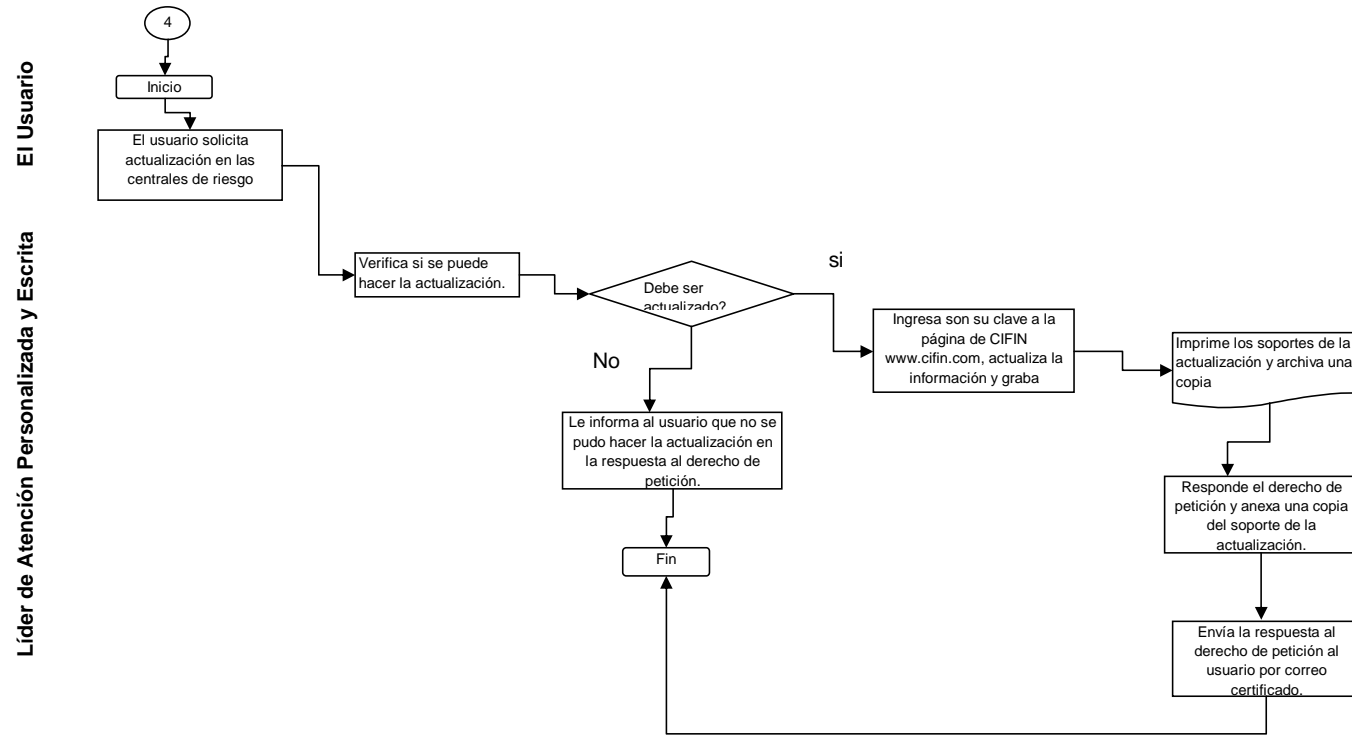 4
El Usuario
Inicio
El usuario solicita
actualización en las
centrales de riesgo
Líder de Atención Personalizada y Escrita
Verifica si se puede
hacer la actualización.
Debe ser
actualizado?
si
No
Ingresa son su clave a la
página de CIFIN
www.cifin.com, actualiza la
información y graba
Imprime los soportes de la
actualización y archiva una
copia
Le informa al usuario que no se
pudo hacer la actualización en
la respuesta al derecho de
petición.
Responde el derecho de
petición y anexa una copia
del soporte de la
actualización.
Fin
Envía la respuesta al
derecho de petición al
usuario por correo
certificado.